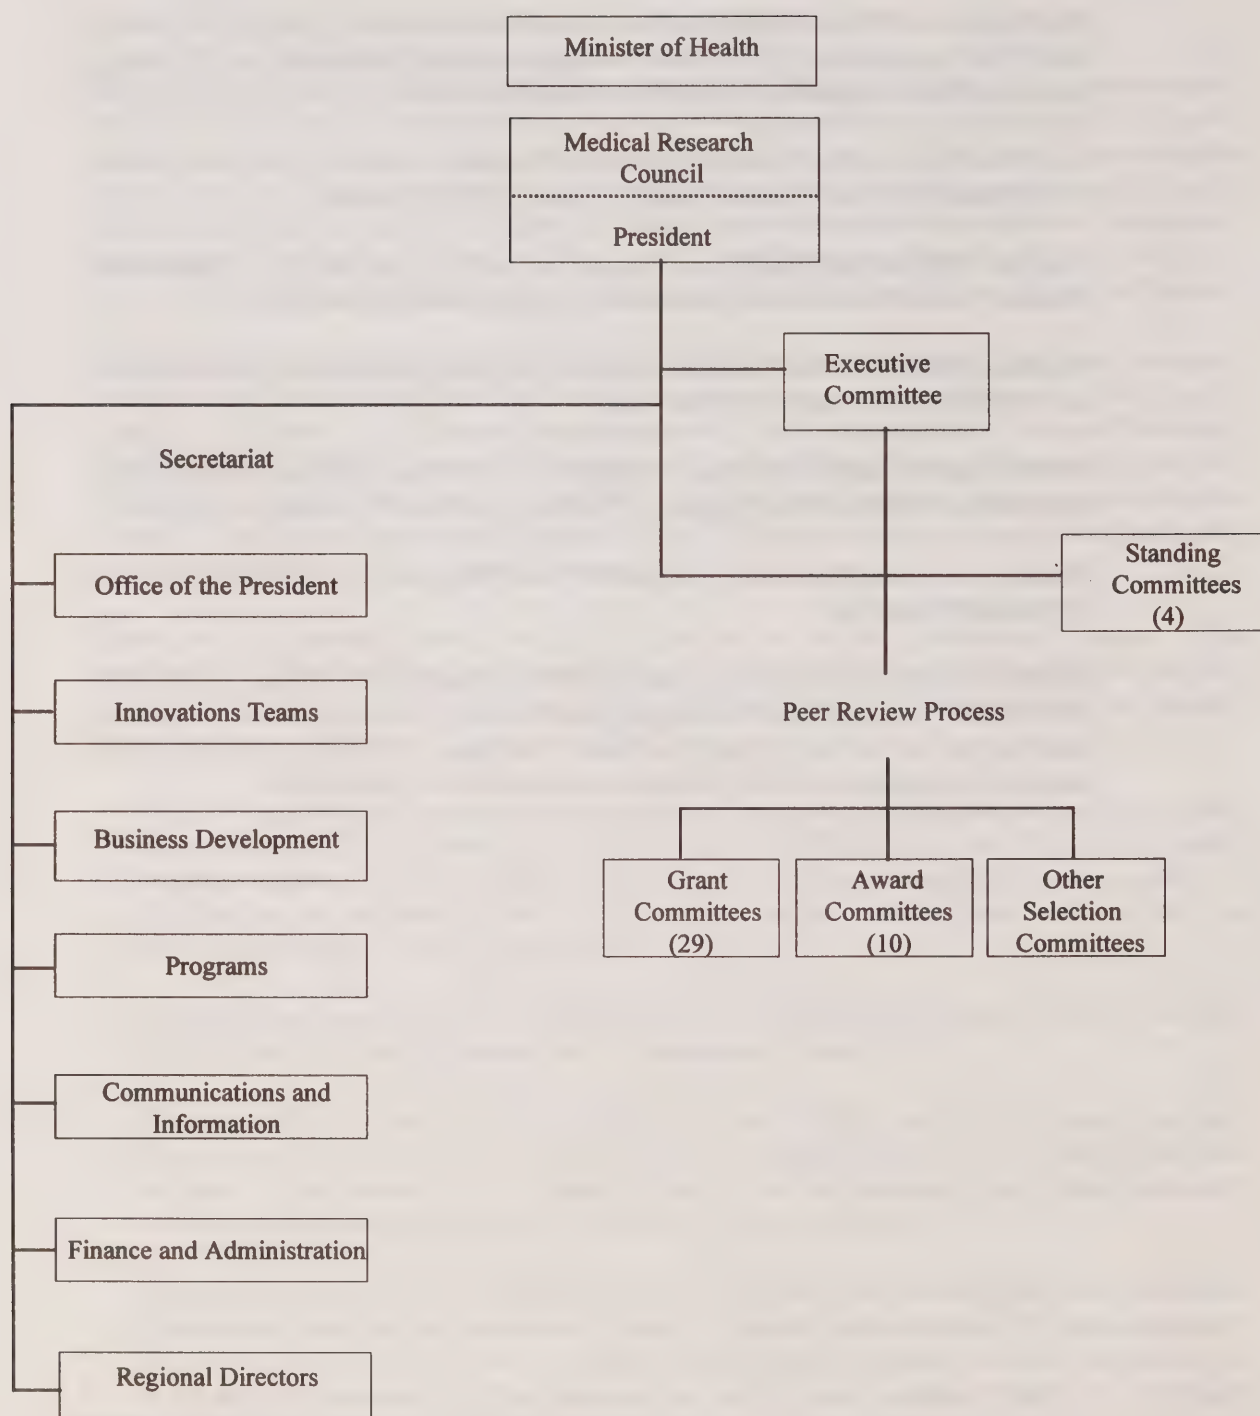 Minister of Health
Medical Research
Council
President
Executive
Committee
Secretariat
Standing
Committees
(4)
Office of the President
Innovations Teams
Peer Review Process
Business Development
Grant
Committees
(29)
Award
Committees
(10)
Other
Selection
Committees
Programs
Communications and
Information
Finance and Administration
Regional Directors